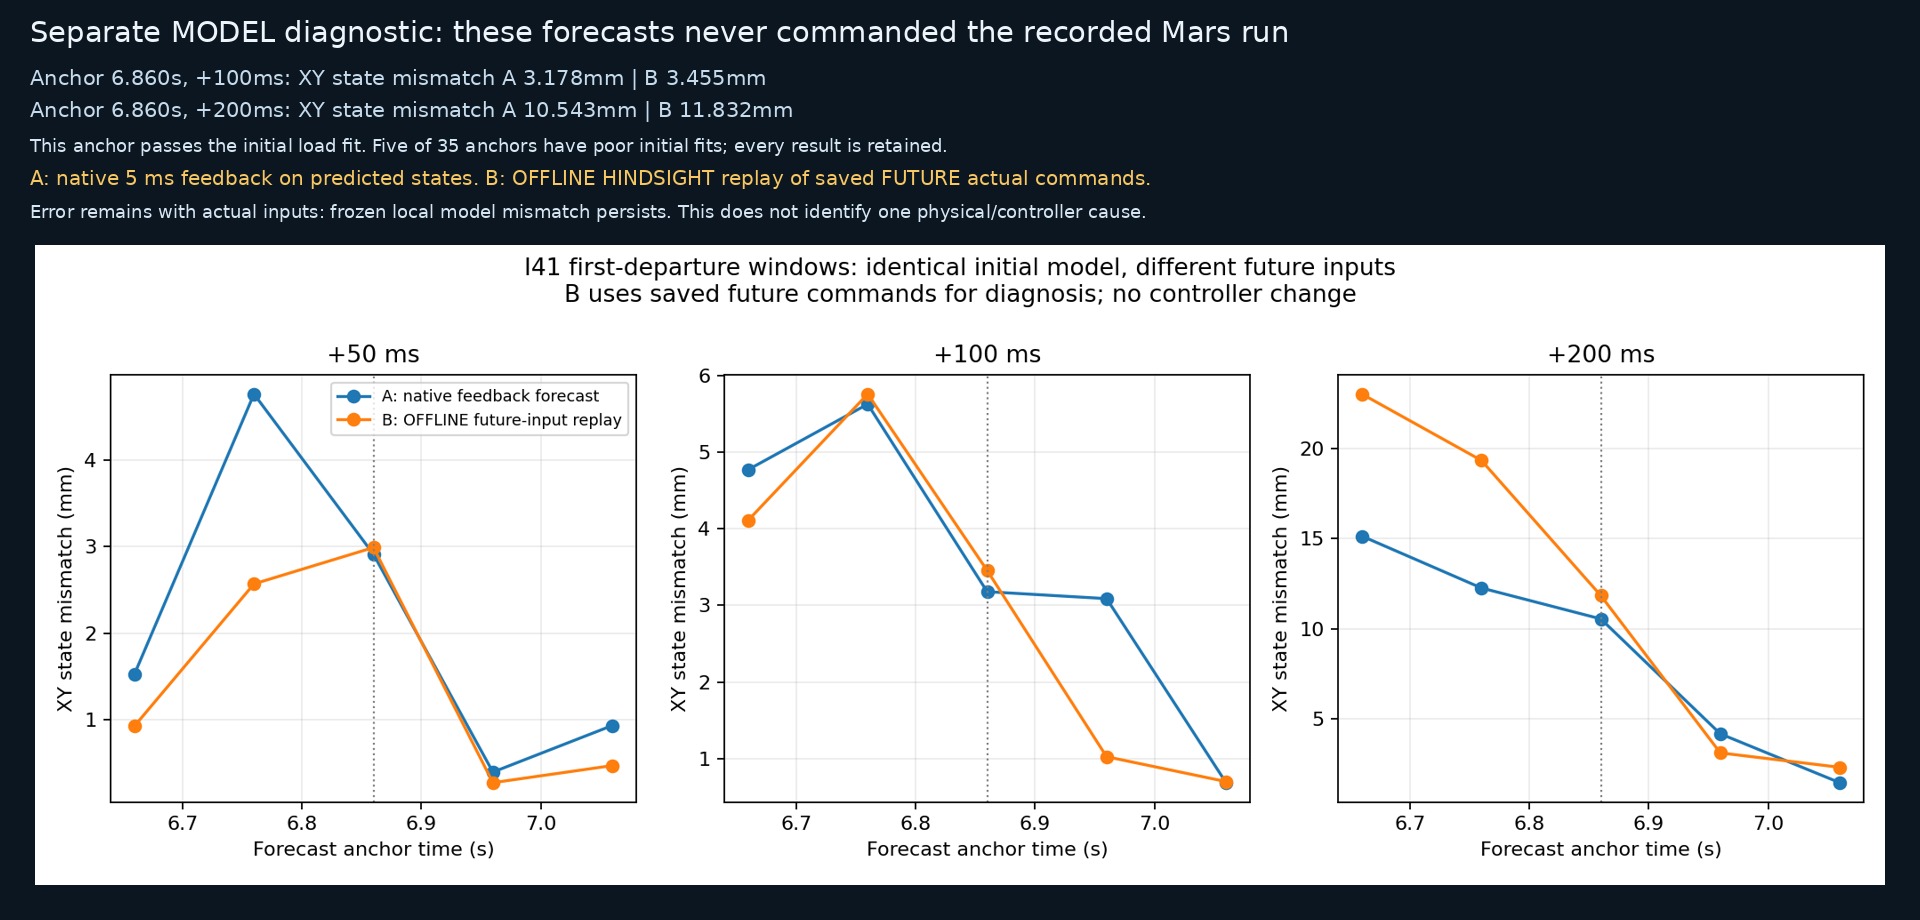 Separate MODEL diagnostic: these forecasts never commanded the recorded Mars run
Anchor 6.860s, +100ms: XY state mismatch A 3.178mm | B 3.455mm
Anchor 6.860s, +200ms: XY state mismatch A 10.543mm | B 11.832mm
This anchor passes the initial load fit. Five of 35 anchors have poor initial fits; every result is retained.
A: native 5 ms feedback on predicted states. B: OFFLINE HINDSIGHT replay of saved FUTURE actual commands.
Error remains with actual inputs: frozen local model mismatch persists. This does not identify one physical/controller cause.
I41 first-departure windows: identical initial model, different future inputs
B uses saved future commands for diagnosis; no controller change
+50 ms
A: native feedback forecast
B: OFFLINE future-input replay
XY state mismatch (mm)
4
3
2
1
6.7 6.8 6.9 7.0
Forecast anchor time (s)
+100 ms
XY state mismatch (mm)
6
5
4
3
2
1
6.7 6.8 6.9 7.0
Forecast anchor time (s)
+200 ms
XY state mismatch (mm)
20
15
10
5
6.7 6.8 6.9 7.0
Forecast anchor time (s)